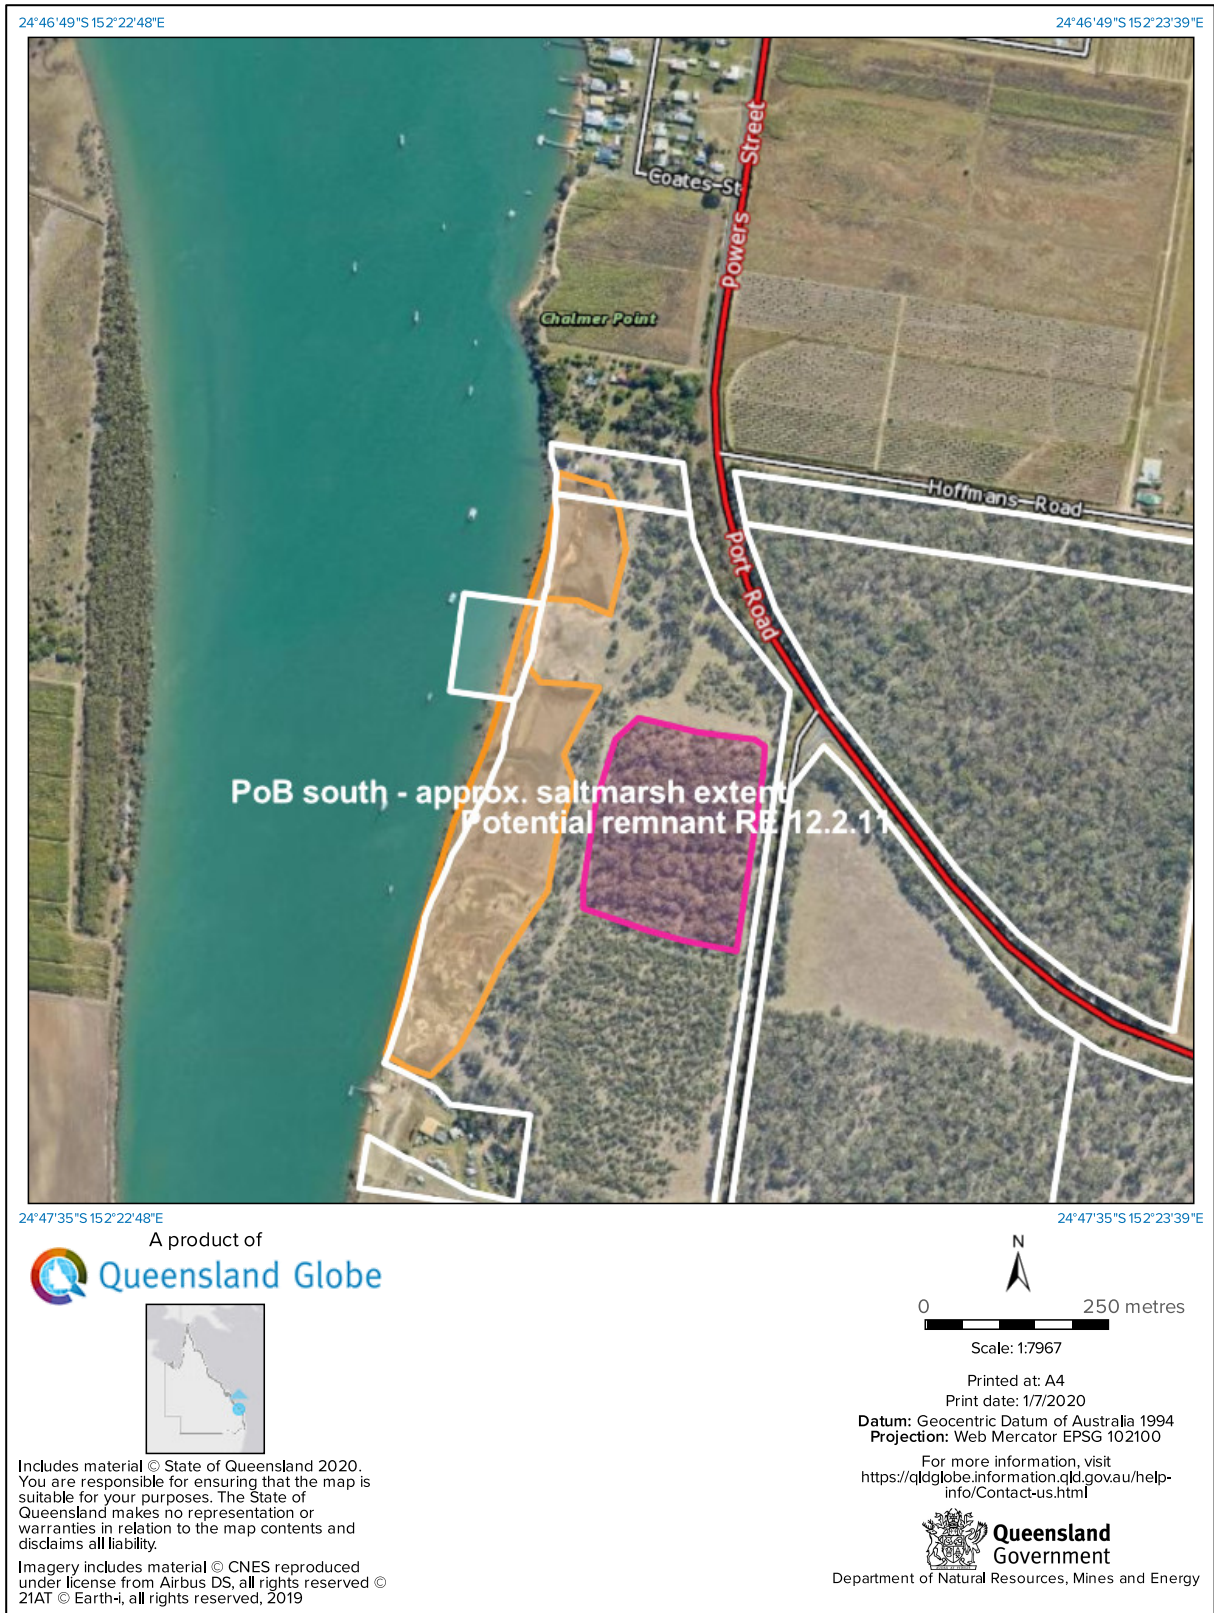 24°46'49"S 152°22'48"E
24°46'49"S 152°23'39"E
Powers Street
Coates St
Chalmer Point
Hoffmans Road
Port Road
PoB south - approx. saltmarsh extent
Potential remnant RE 12.2.11
24°47'35"S 152°22'48"E
24°47'35"S 152°23'39"E
A product of
Queensland Globe
Includes material © State of Queensland 2020.
You are responsible for ensuring that the map is
suitable for your purposes. The State of
Queensland makes no representation or
warranties in relation to the map contents and
disclaims all liability.
Imagery includes material © CNES reproduced
under license from Airbus DS, all rights reserved ©
21AT © Earth-i, all rights reserved, 2019
N
0 250 metres
Scale: 1:7967
Printed at: A4
Print date: 1/7/2020
Datum: Geocentric Datum of Australia 1994
Projection: Web Mercator EPSG 102100
For more information, visit
https://qldglobe.information.qld.gov.au/help-
info/Contact-us.html
Queensland
Government
Department of Natural Resources, Mines and Energy